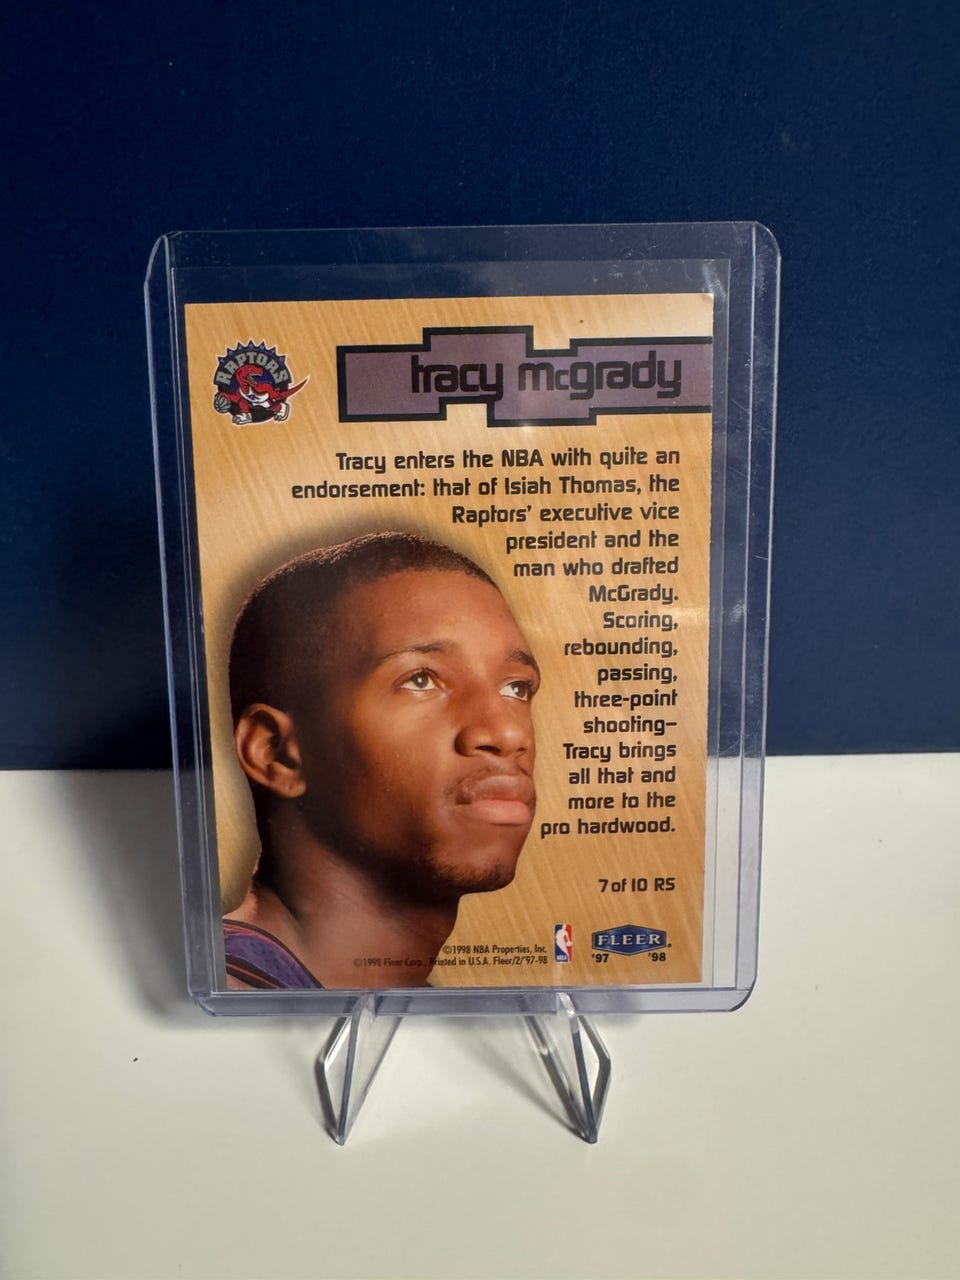 RAPTORS
tracy mcgrady
Tracy enters the NBA with quite an
endorsement: that of Isiah Thomas, the
Raptors' executive vice
president and the
man who drafted
McGrady.
Scoring,
rebounding,
passing,
three-point
shooting–
Tracy brings
all that and
more to the
pro hardwood.
7 of 10 RS
©1998 NBA Properties, Inc.
©1998 Fleer Corp., Printed in U.S.A. Fleer/2/'97-98
NBA
FLEER®
'97 '98